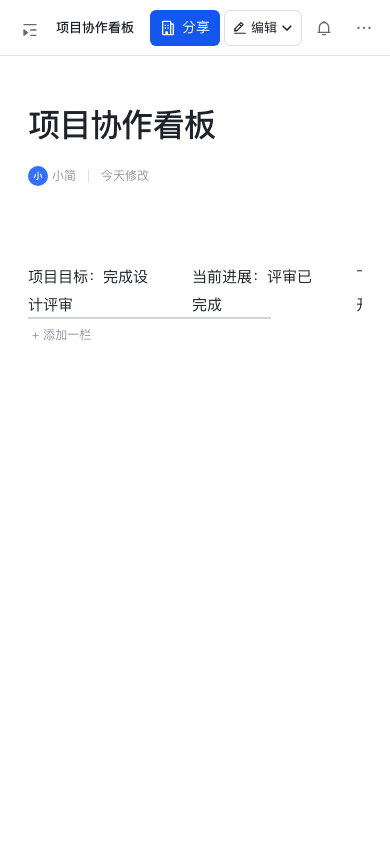 项目协作看板
分享
编辑
项目协作看板
小 小简 今天修改
项目目标：完成设
计评审
当前进展：评审已
完成
+ 添加一栏